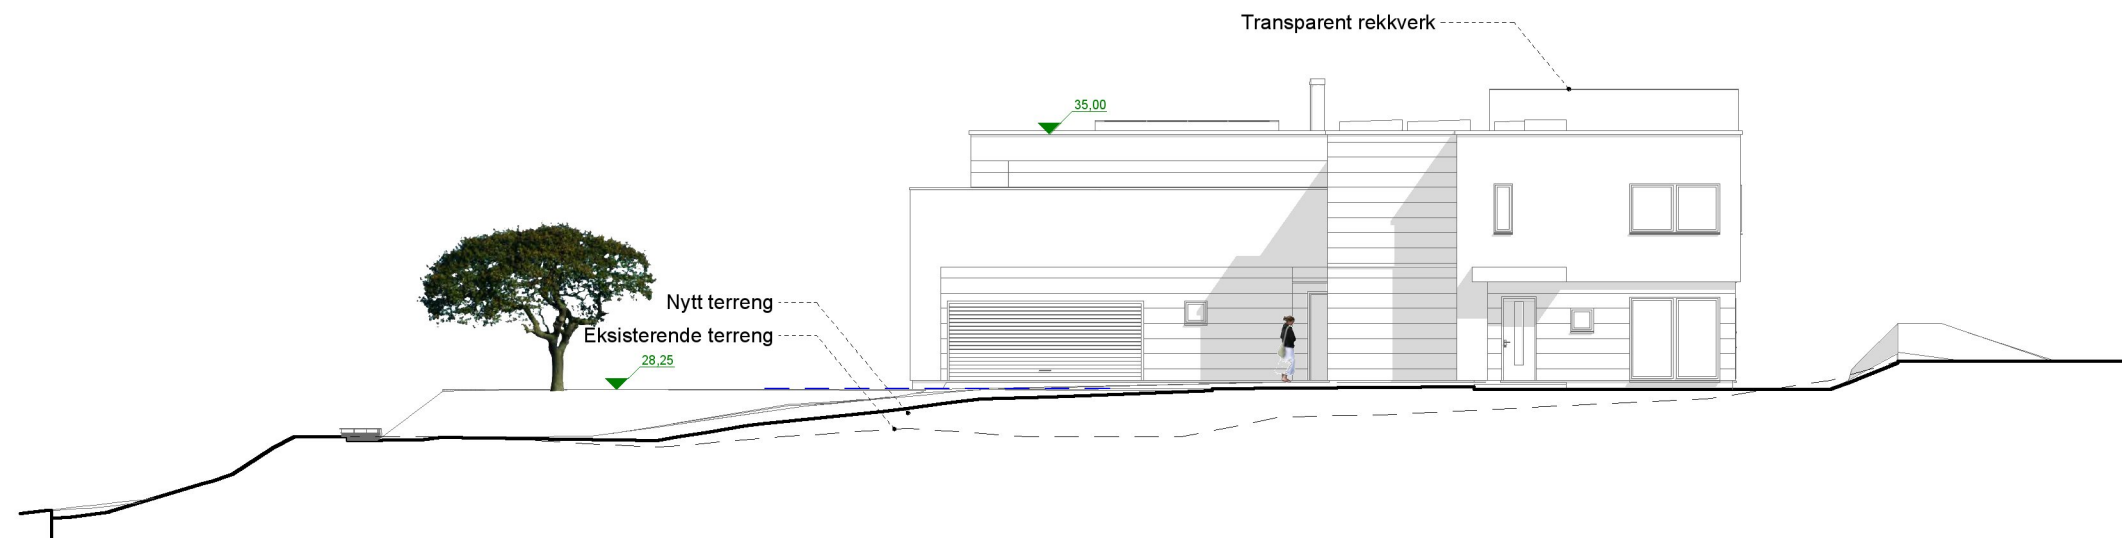 Transparent rekkverk
35,00
Nytt terreng
Eksisterende terreng
28,25